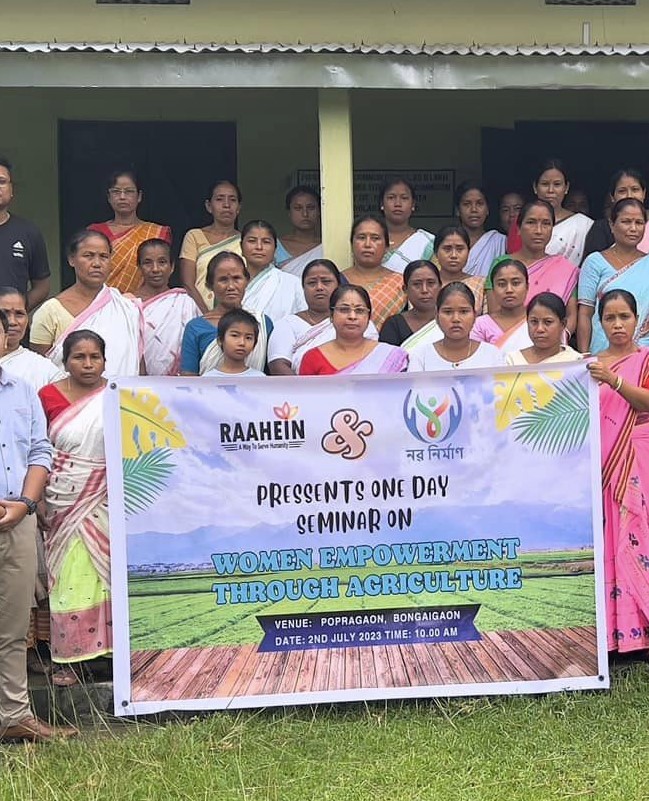 RAAHEIN
A Way To Serve Humanity
&
নৱ নিৰ্মাণ
PRESSENTS ONE DAY
SEMINAR ON
WOMEN EMPOWERMENT
THROUGH AGRICULTURE
VENUE: POPRAGAON, BONGAIGAON
DATE: 2ND JULY 2023 TIME: 10.00 AM